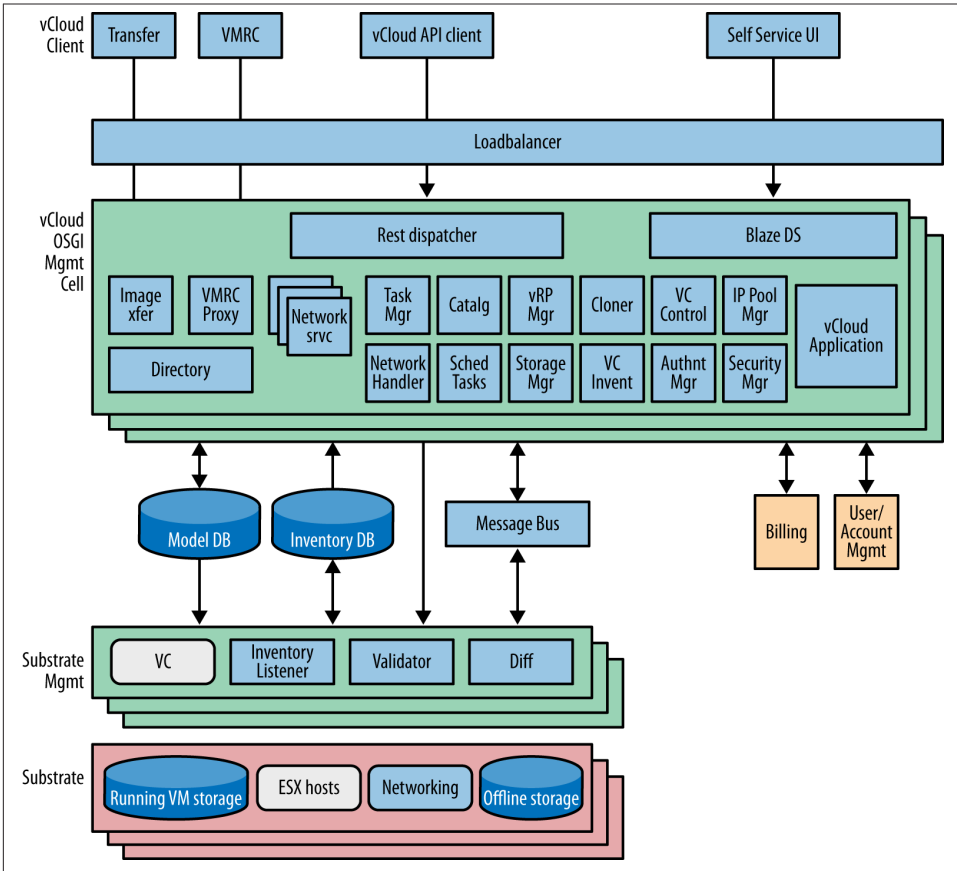 vCloud
Client
Transfer
VMRC
vCloud API client
Self Service UI
Loadbalancer
vCloud
OSGI
Mgmt
Cell
Rest dispatcher
Blaze DS
Image
xfer
VMRC
Proxy
Network
srvc
Task
Mgr
Catalg
vRP
Mgr
Cloner
VC
Control
IP Pool
Mgr
vCloud
Application
Directory
Network
Handler
Sched
Tasks
Storage
Mgr
VC
Invent
Authnt
Mgr
Security
Mgr
Model DB
Inventory DB
Message Bus
Billing
User/
Account
Mgmt
Substrate
Mgmt
VC
Inventory
Listener
Validator
Diff
Substrate
Running VM storage
ESX hosts
Networking
Offline storage